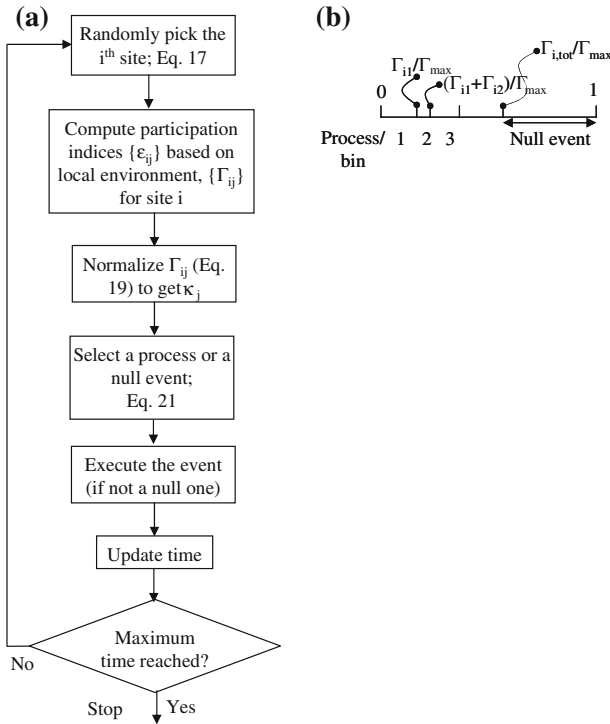 (a)
Randomly pick the
iᵗʰ site; Eq. 17
Compute participation
indices {εᵢⱼ} based on
local environment, {Γᵢⱼ}
for site i
Normalize Γᵢⱼ (Eq.
19) to get κⱼ
Select a process or a
null event;
Eq. 21
Execute the event
(if not a null one)
Update time
Maximum
time reached?
No
Stop Yes
(b)
Γi,tot/Γmax
Γi1/Γmax
(Γi1+Γi2)/Γmax
0 1
Process/ 1 2 3 Null event
bin